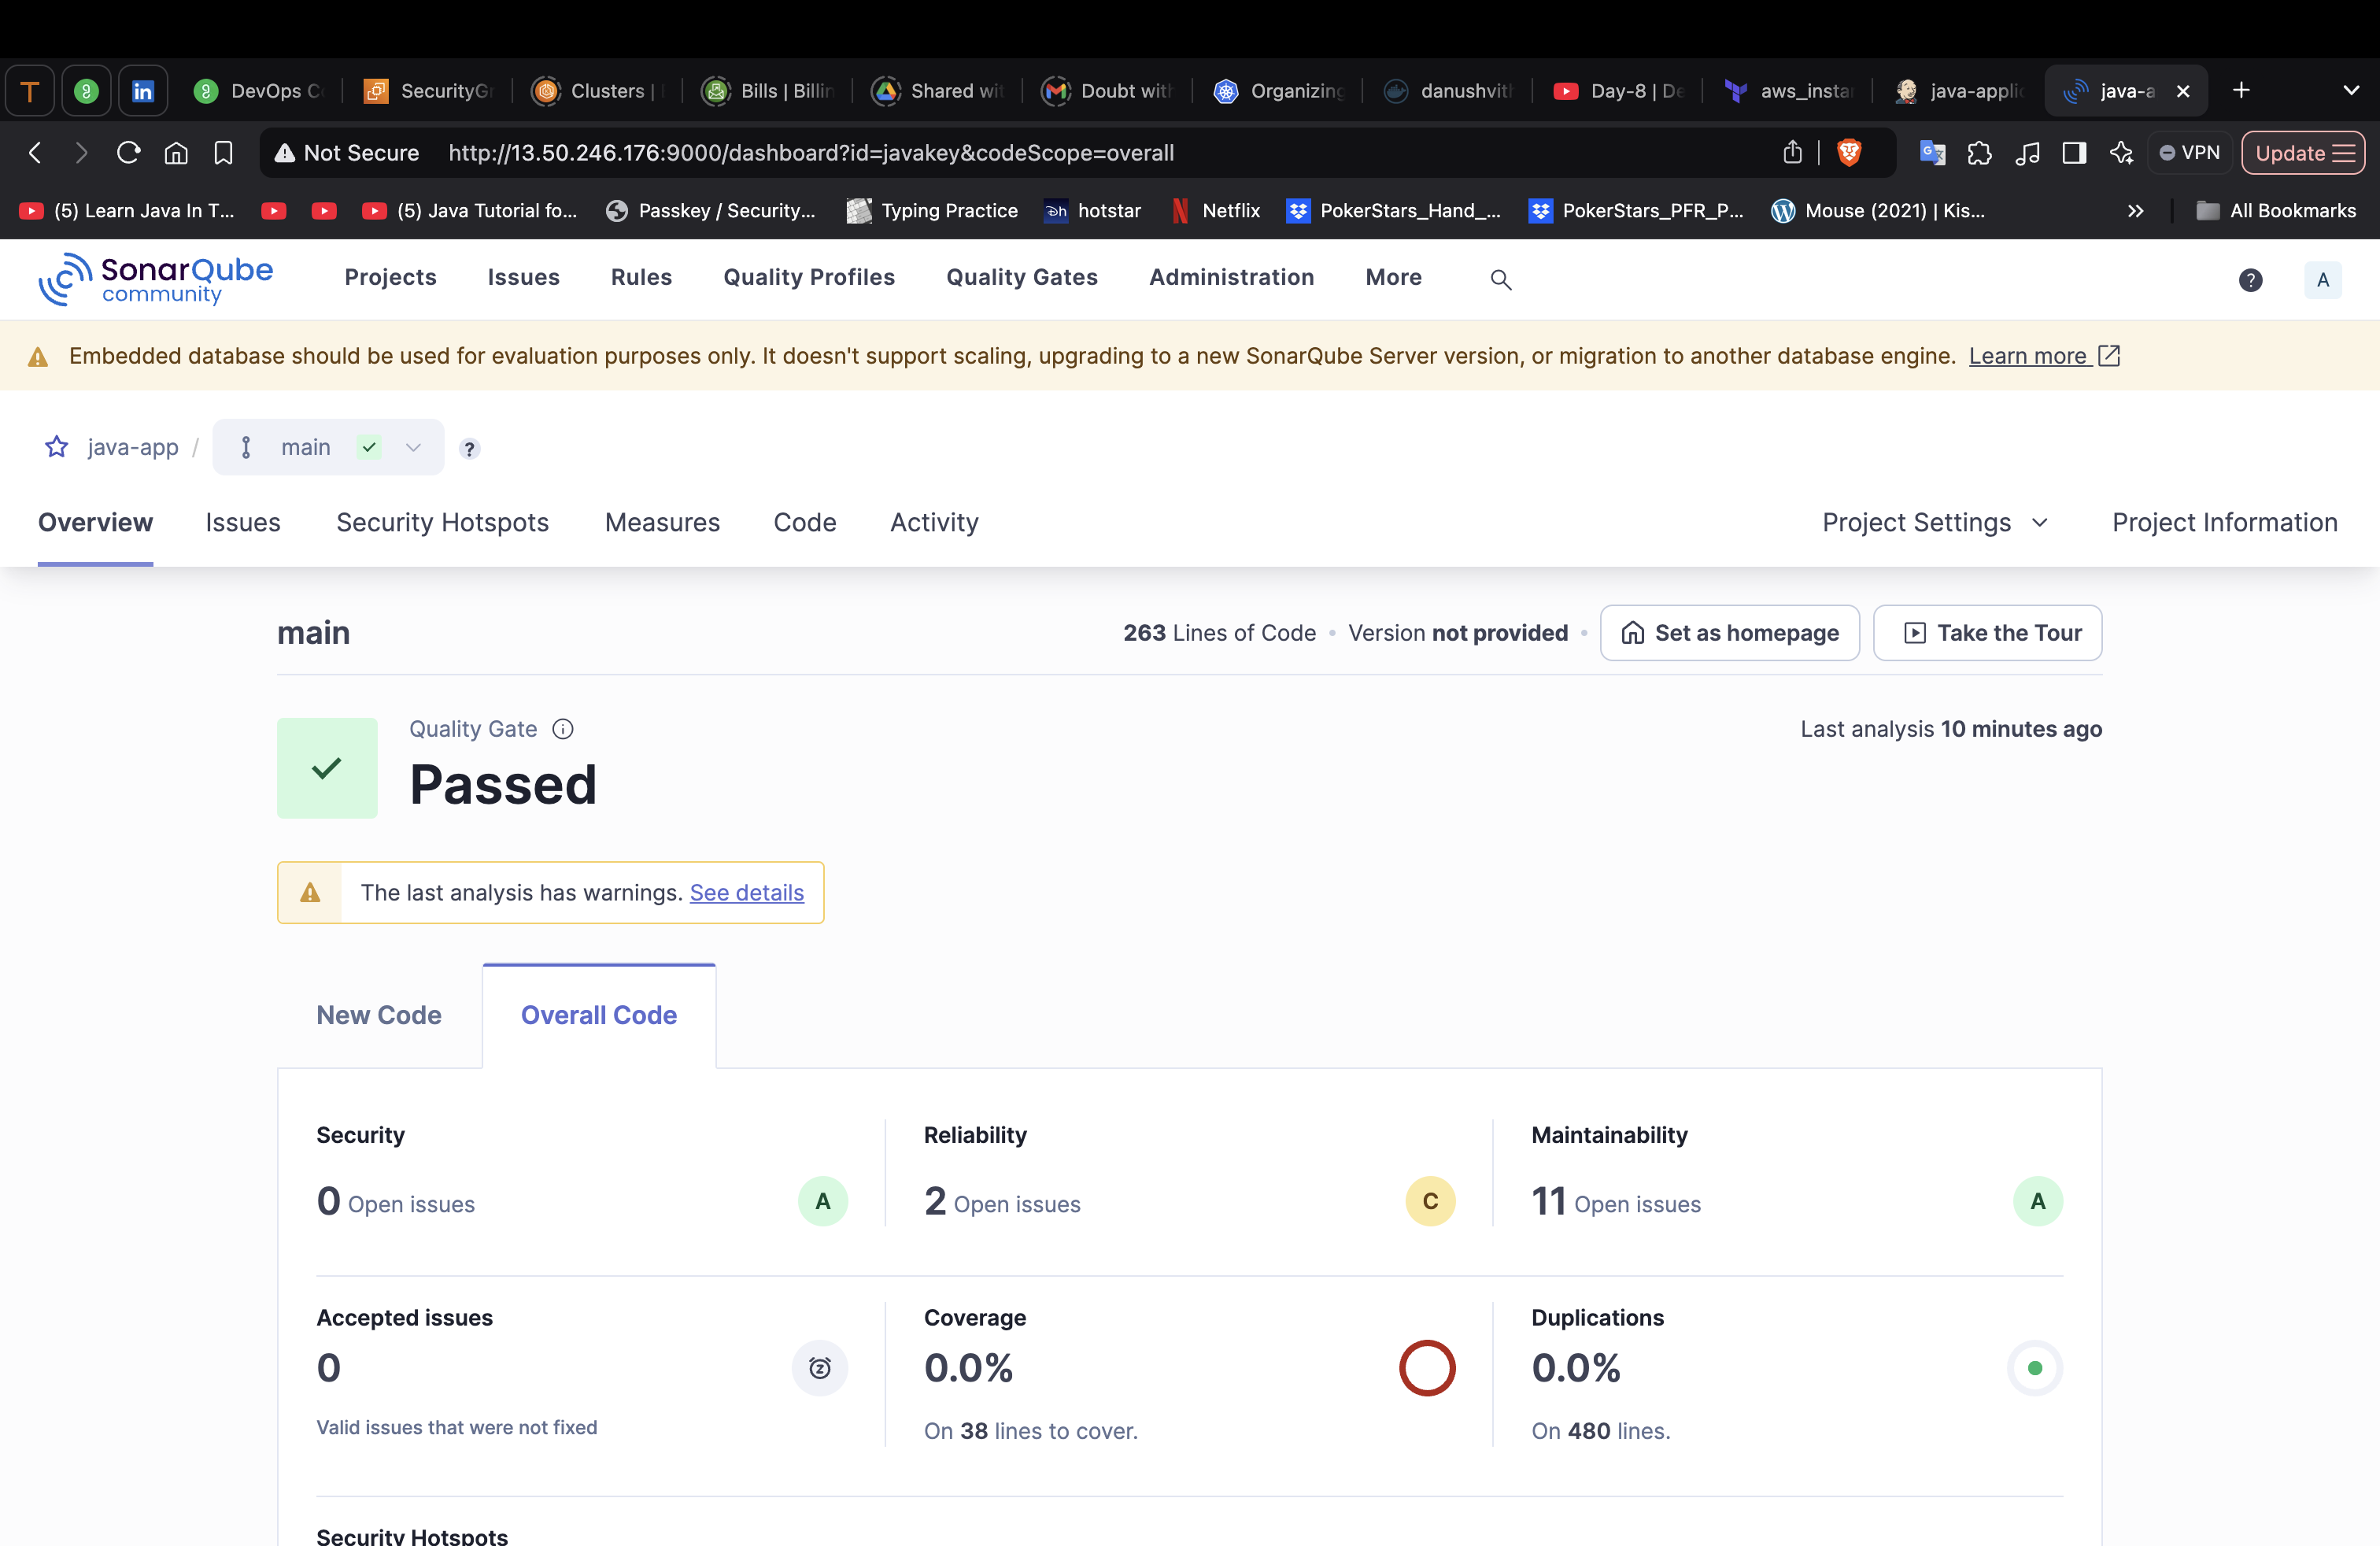 T
DevOps C
SecurityGr
Clusters |
Bills | Billin
Shared wit
Doubt with
Organizing
danushvith
Day-8 | De
aws_instan
java-applic
java-a
Not Secure http://13.50.246.176:9000/dashboard?id=javakey&codeScope=overall
VPN
Update
(5) Learn Java In T...
(5) Java Tutorial fo...
Passkey / Security...
Typing Practice
hotstar
Netflix
PokerStars_Hand_...
PokerStars_PFR_P...
Mouse (2021) | Kis...
All Bookmarks
SonarQube
community
Projects Issues Rules Quality Profiles Quality Gates Administration More
? A
Embedded database should be used for evaluation purposes only. It doesn't support scaling, upgrading to a new SonarQube Server version, or migration to another database engine. Learn more
java-app / main ?
Overview Issues Security Hotspots Measures Code Activity Project Settings Project Information
main 263 Lines of Code • Version not provided • Set as homepage Take the Tour
Quality Gate
Last analysis 10 minutes ago
Passed
The last analysis has warnings. See details
New Code Overall Code
Security
0 Open issues A
Reliability
2 Open issues C
Maintainability
11 Open issues A
Accepted issues
0
Valid issues that were not fixed
Coverage
0.0%
On 38 lines to cover.
Duplications
0.0%
On 480 lines.
Security Hotspots